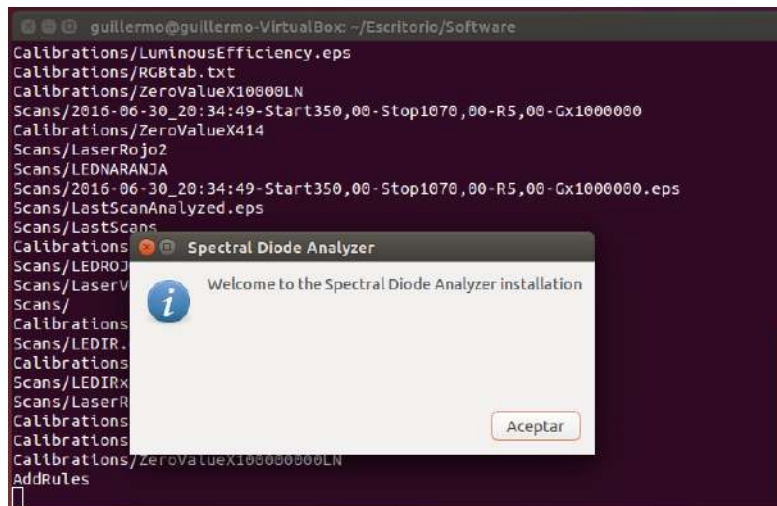 guillermo@guillermo-VirtualBox: ~/Escritorio/Software
Calibrations/LuminousEfficiency.eps
Calibrations/RGBtab.txt
Calibrations/ZeroValueX10000LN
Scans/2016-06-30_20:34:49-Start350,00-Stop1070,00-R5,00-Gx1000000
Calibrations/ZeroValueX414
Scans/LaserRojo2
Scans/LEDNARANJA
Scans/2016-06-30_20:34:49-Start350,00-Stop1070,00-R5,00-Gx1000000.eps
Scans/LastScanAnalyzed.eps
Scans/LastScans
Calibrations
Spectral Diode Analyzer
Scans/LEDROJ
Scans/LaserV
Welcome to the Spectral Diode Analyzer installation
Scans/
Calibrations
Scans/LEDIR.
Calibrations
Scans/LEDIRx
Scans/LaserR
Calibrations
Aceptar
Calibrations
Calibrations/ZeroValueX100000000LN
AddRules